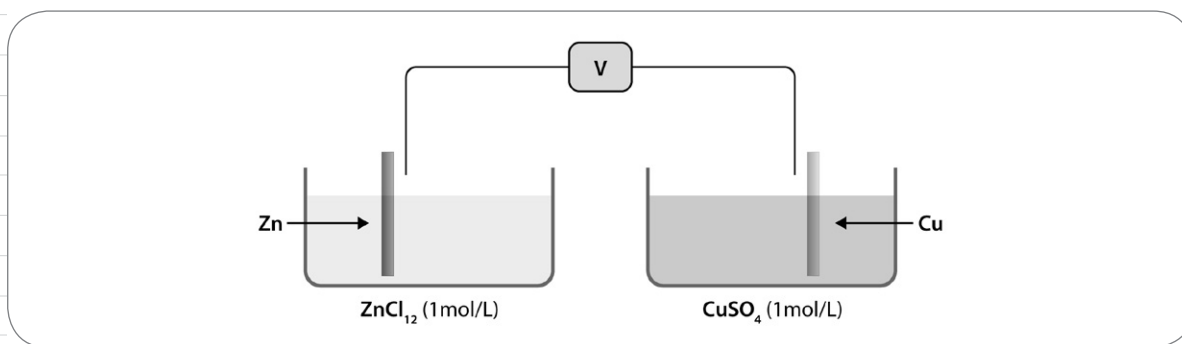 V
Zn
Cu
ZnCl₁₂ (1mol/L)
CuSO₄ (1mol/L)